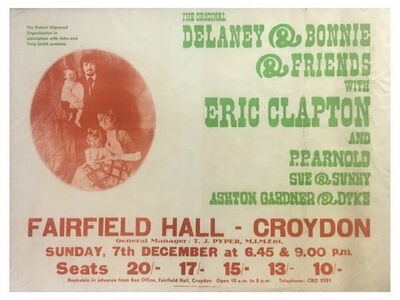 The Robert Stigwood
Organisation in
association with John and
Tony Smith presents
THE ORIGINAL
DELANEY & BONNIE
& FRIENDS
WITH
ERIC CLAPTON
AND
P.P. ARNOLD
SUE & SUNNY
ASHTON GARDNER & DYKE
FAIRFIELD HALL - CROYDON
General Manager: T. J. PYPER, M.I.M.Ent.
SUNDAY, 7th DECEMBER at 6.45 & 9.00 p.m.
Seats 20/- 17/- 15/- 13/- 10/-
Bookable in advance from Box Office, Fairfield Hall, Croydon Open 10 a.m. to 8 p.m. Telephone: CRO 9291